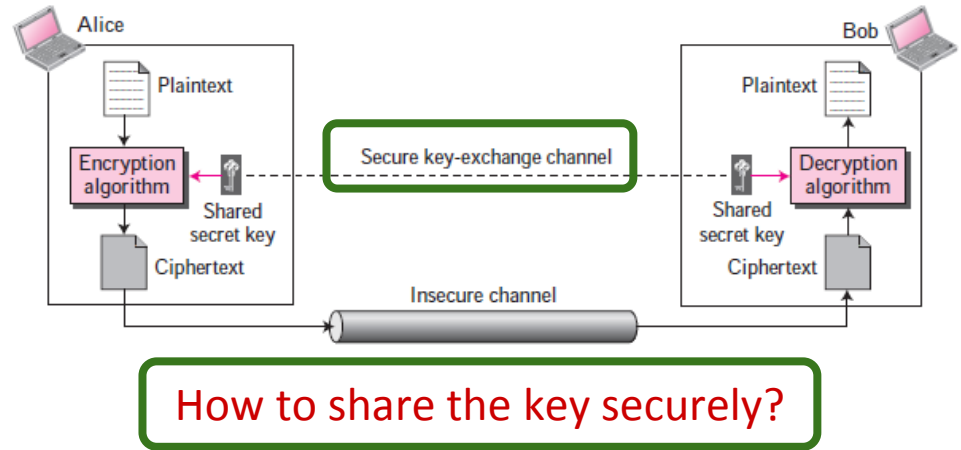 Alice
Bob
Plaintext
Plaintext
Encryption
algorithm
Secure key-exchange channel
Decryption
algorithm
Shared
secret key
Shared
secret key
Ciphertext
Ciphertext
Insecure channel
How to share the key securely?